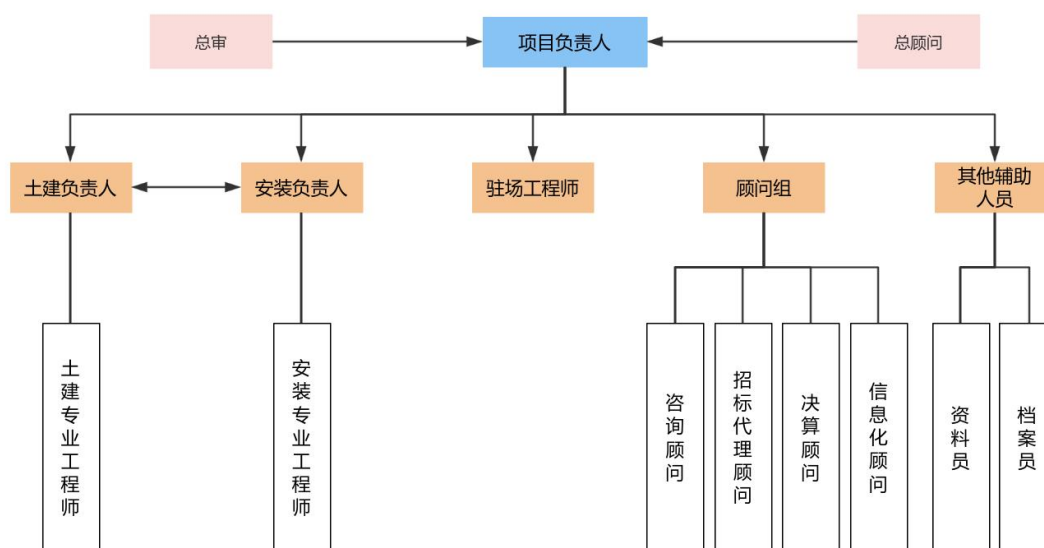 总审
项目负责人
总顾问
土建负责人
安装负责人
驻场工程师
顾问组
其他辅助
人员
土建专业工程师
安装专业工程师
咨询顾问
招标代理顾问
决算顾问
信息化顾问
资料员
档案员